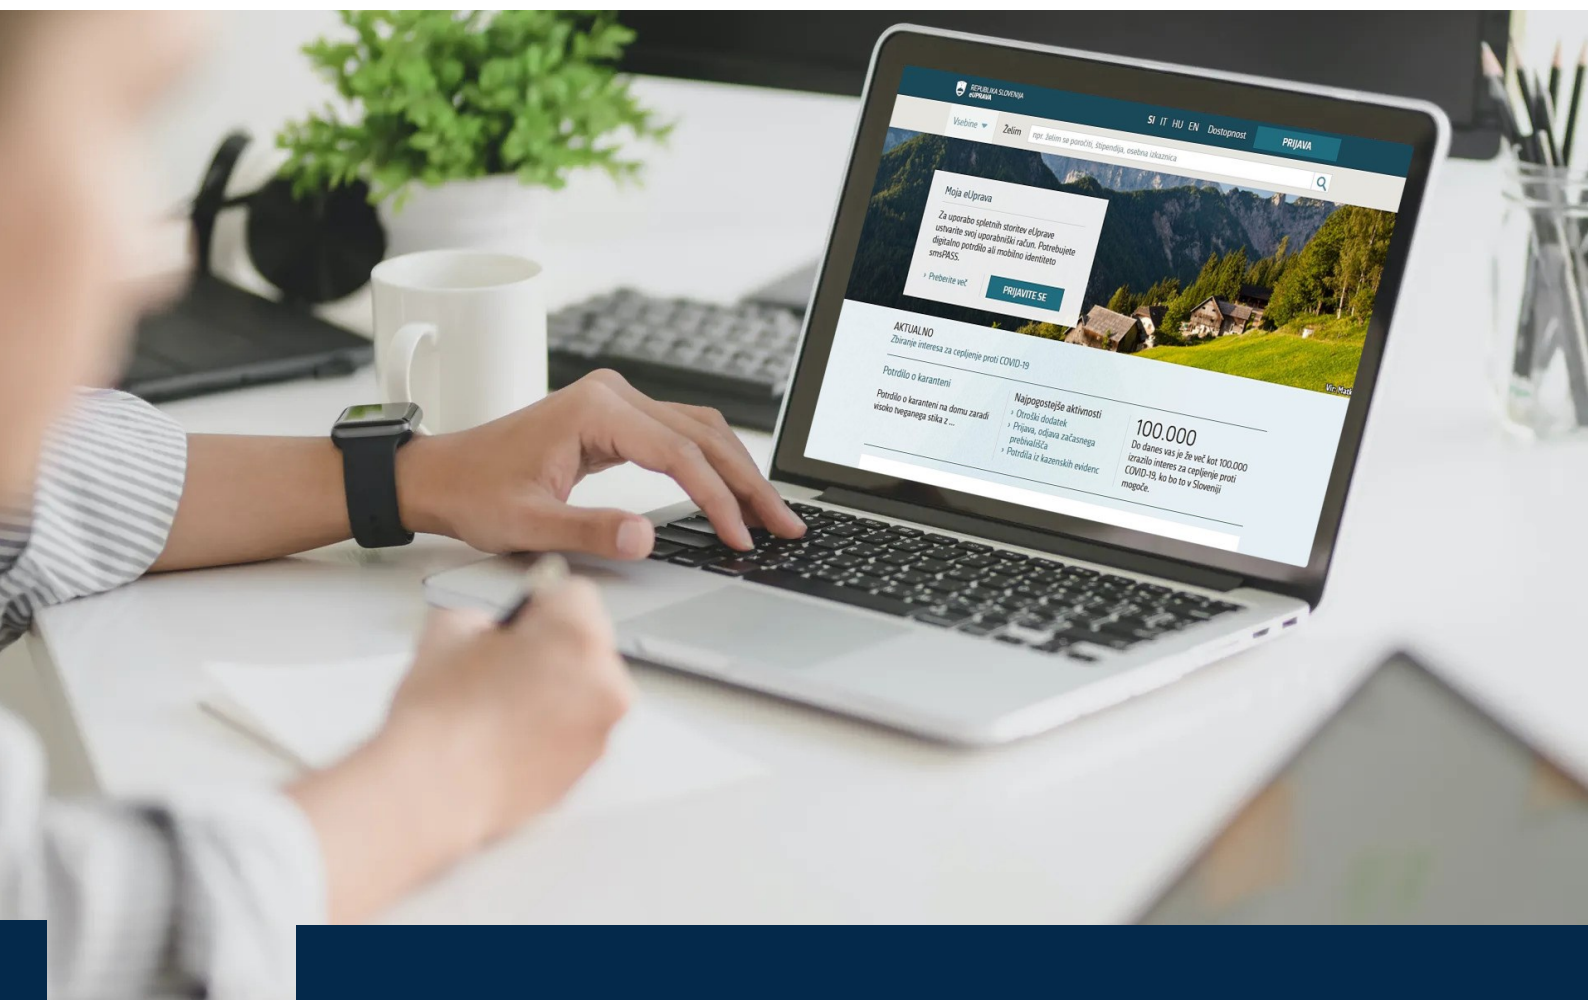 REPUBLIKA SLOVENIJA
eUPRAVA
SI IT HU EN Dostopnost PRIJAVA
Vsebine Želim npr. želim se poročiti, štipendija, osebna izkaznica
Moja eUprava
Za uporabo spletnih storitev eUprave
ustvarite svoj uporabniški račun. Potrebujete
digitalno potrdilo ali mobilno identiteto
smsPASS.
› Preberite več PRIJAVITE SE
AKTUALNO
Zbiranje interesa za cepljenje proti COVID-19
Potrdilo o karanteni
Potrdilo o karanteni na domu zaradi
visoko tveganega stika z ...
Najpogostejše aktivnosti
› Otroški dodatek
› Prijava, odjava začasnega
prebivališča
› Potrdila iz kazenskih evidenc
100.000
Do danes vas je že več kot 100.000
izrazilo interes za cepljenje proti
COVID-19, ko bo to v Sloveniji
mogoče.